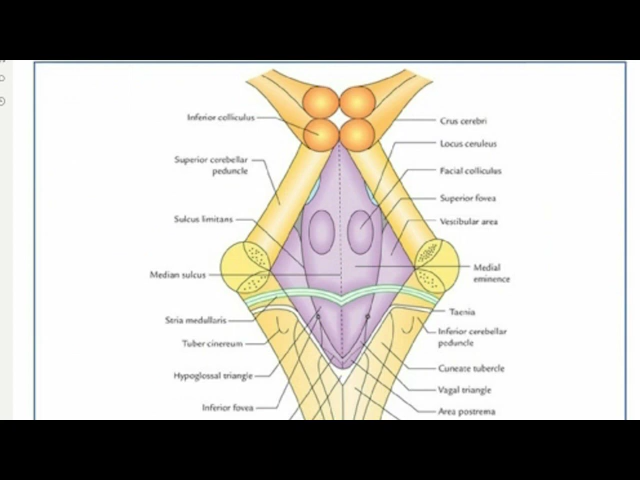 Inferior colliculus
Crus cerebri
Locus ceruleus
Superior cerebellar
peduncle
Facial colliculus
Superior fovea
Sulcus limitans
Vestibular area
Median sulcus
Medial
eminence
Stria medullaris
Taenia
Tuber cinereum
Inferior cerebellar
peduncle
Hypoglossal triangle
Cuneate tubercle
Vagal triangle
Inferior fovea
Area postrema